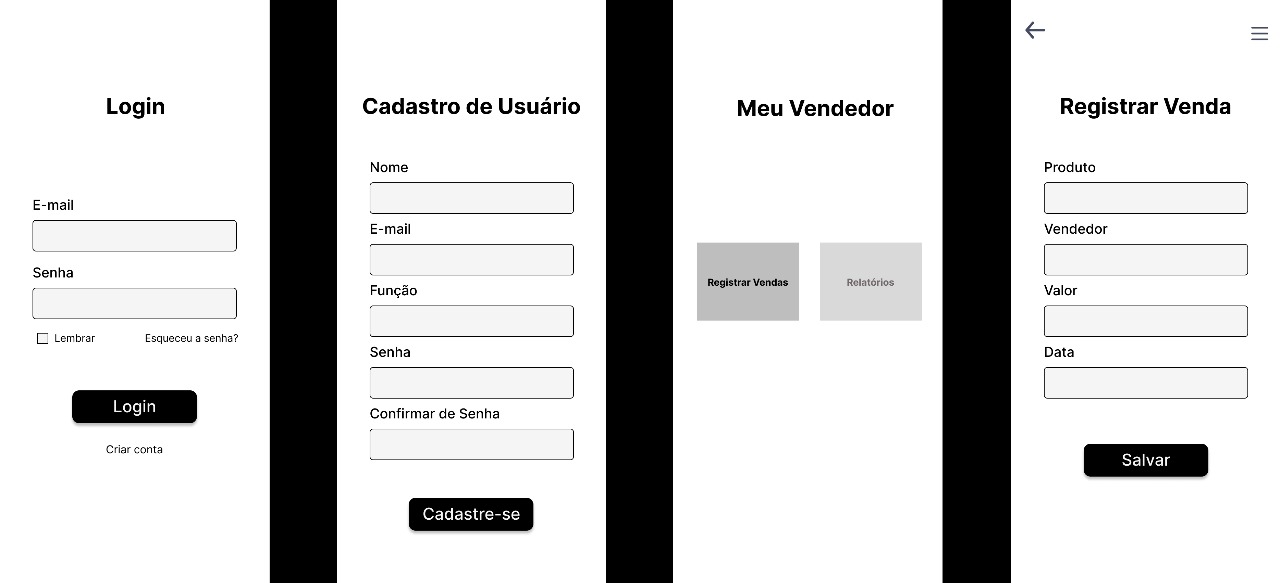 Login
E-mail
Senha
Lembrar
Esqueceu a senha?
Login
Criar conta
Cadastro de Usuário
Nome
E-mail
Função
Senha
Confirmar de Senha
Cadastre-se
Meu Vendedor
Registrar Vendas
Relatórios
Registrar Venda
Produto
Vendedor
Valor
Data
Salvar